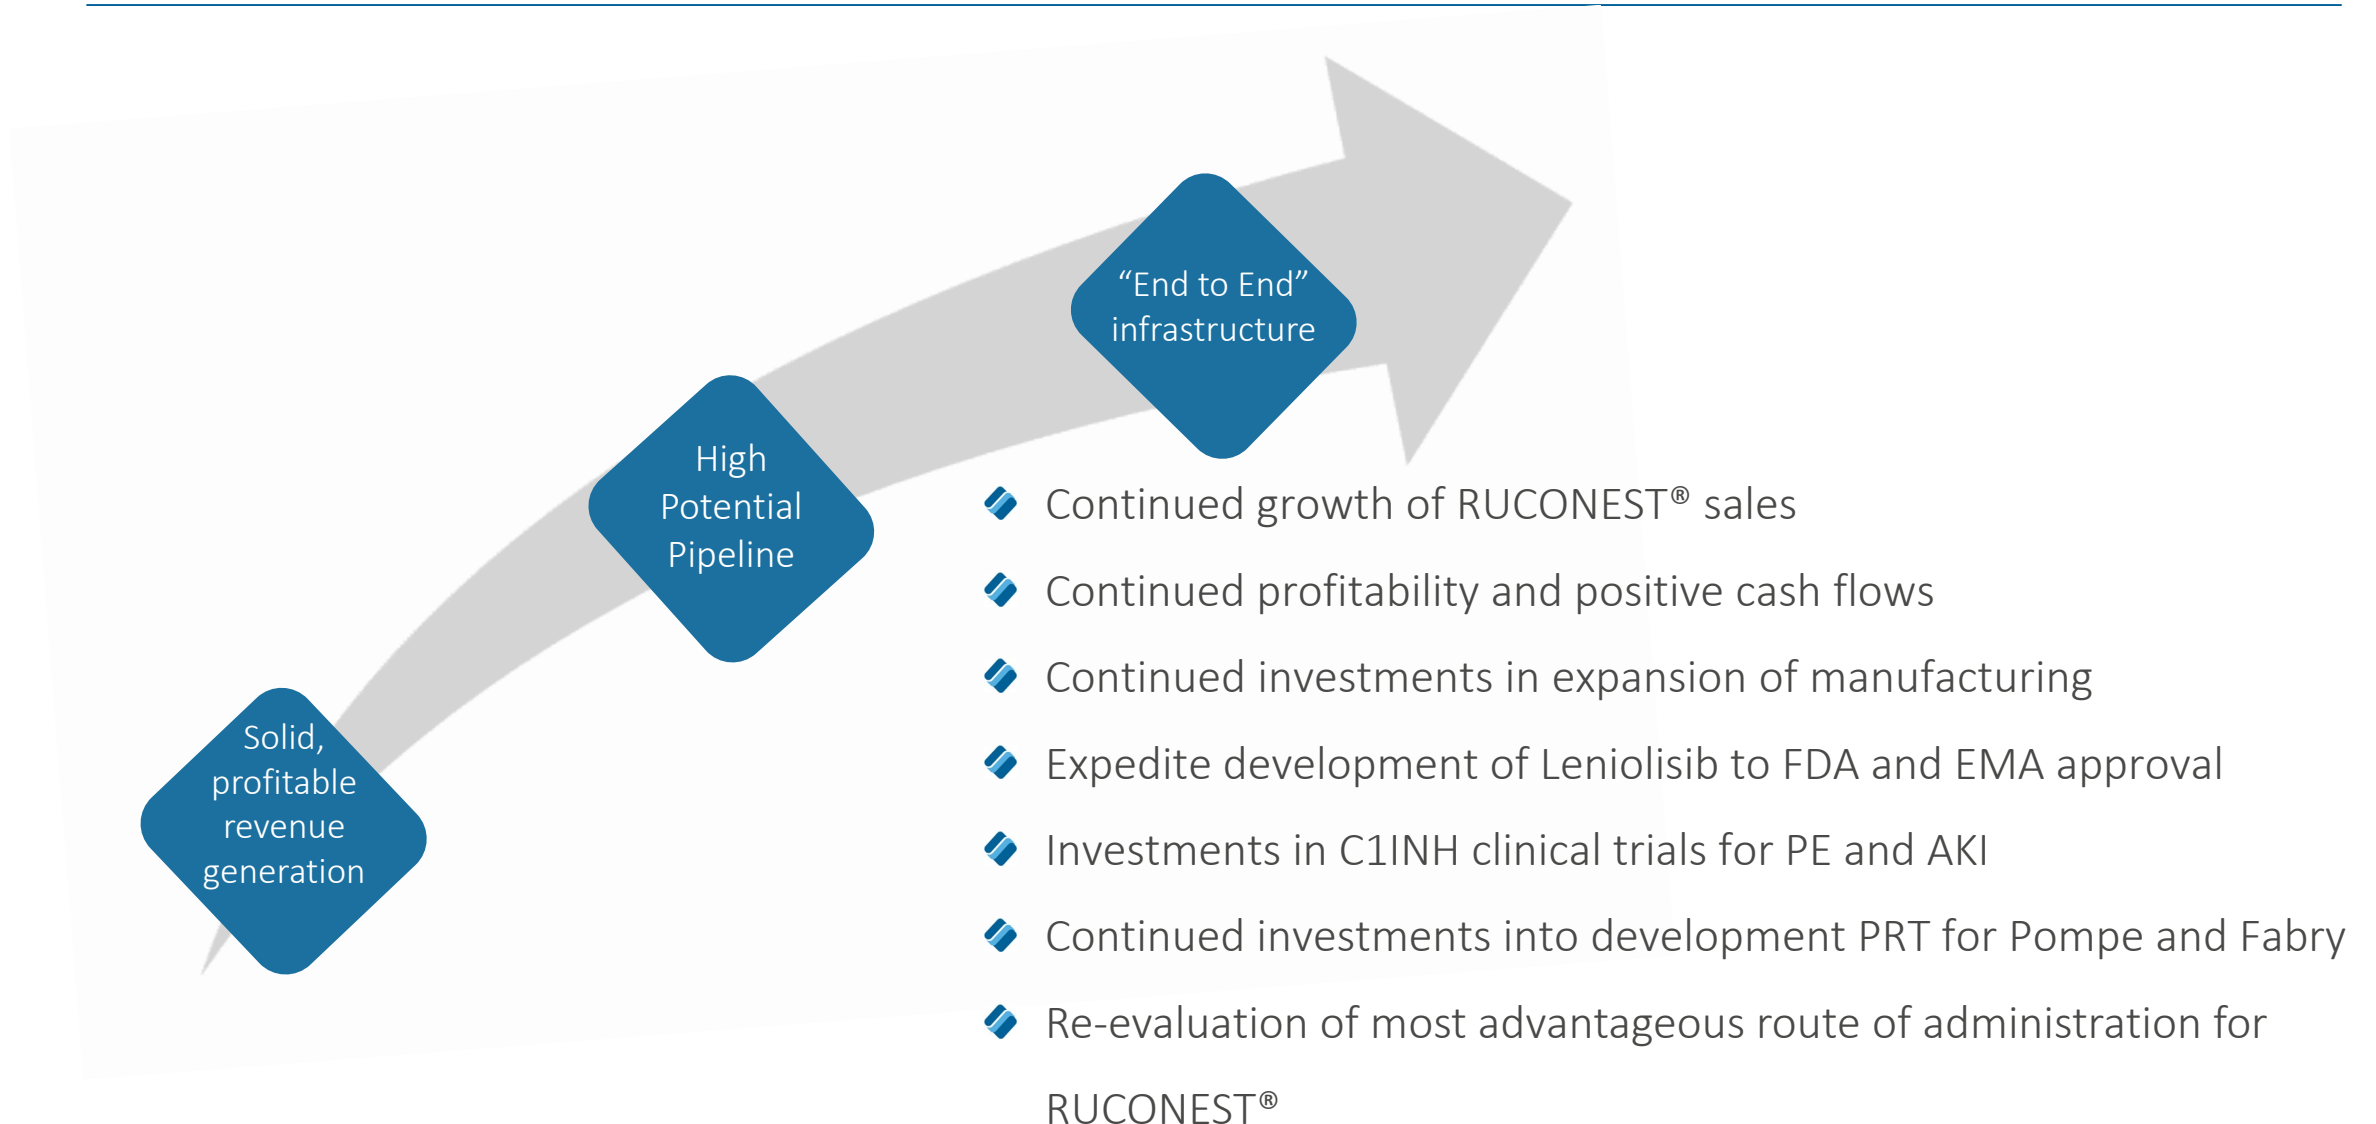 “End to End”
infrastructure
High
Potential
Pipeline
Solid,
profitable
revenue
generation
Continued growth of RUCONEST® sales
Continued profitability and positive cash flows
Continued investments in expansion of manufacturing
Expedite development of Leniolisib to FDA and EMA approval
Investments in C1INH clinical trials for PE and AKI
Continued investments into development PRT for Pompe and Fabry
Re-evaluation of most advantageous route of administration for
RUCONEST®